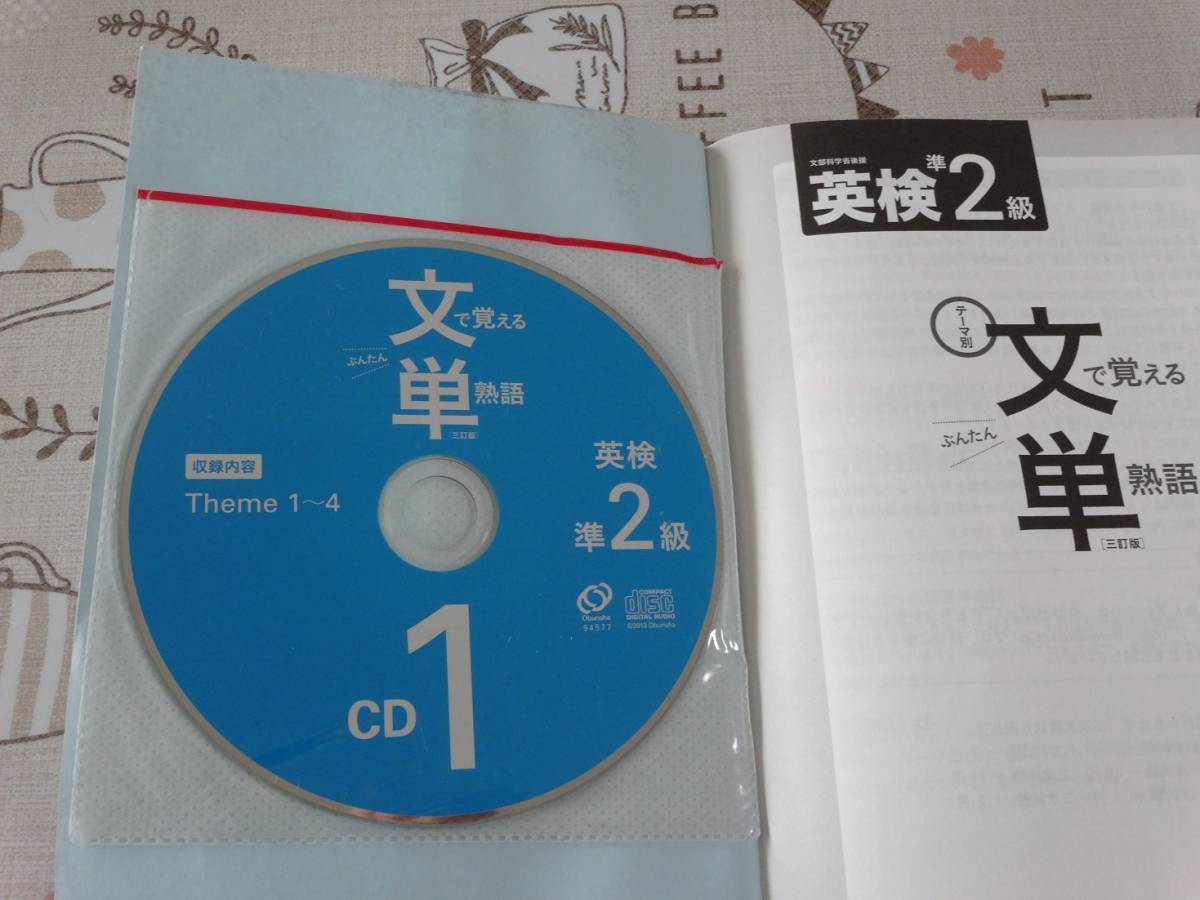 FFEE B
T
文で覚える
ぶんたん
単熟語
[三訂版]
収録内容
Theme 1〜4
英検
準2級
CD 1
Obunsha
94577
COMPACT
disc
DIGITAL AUDIO
©2013 Obunsha
文部科学省後援
英検準2級
テーマ別
文で覚える
ぶんたん
単熟語
[三訂版]